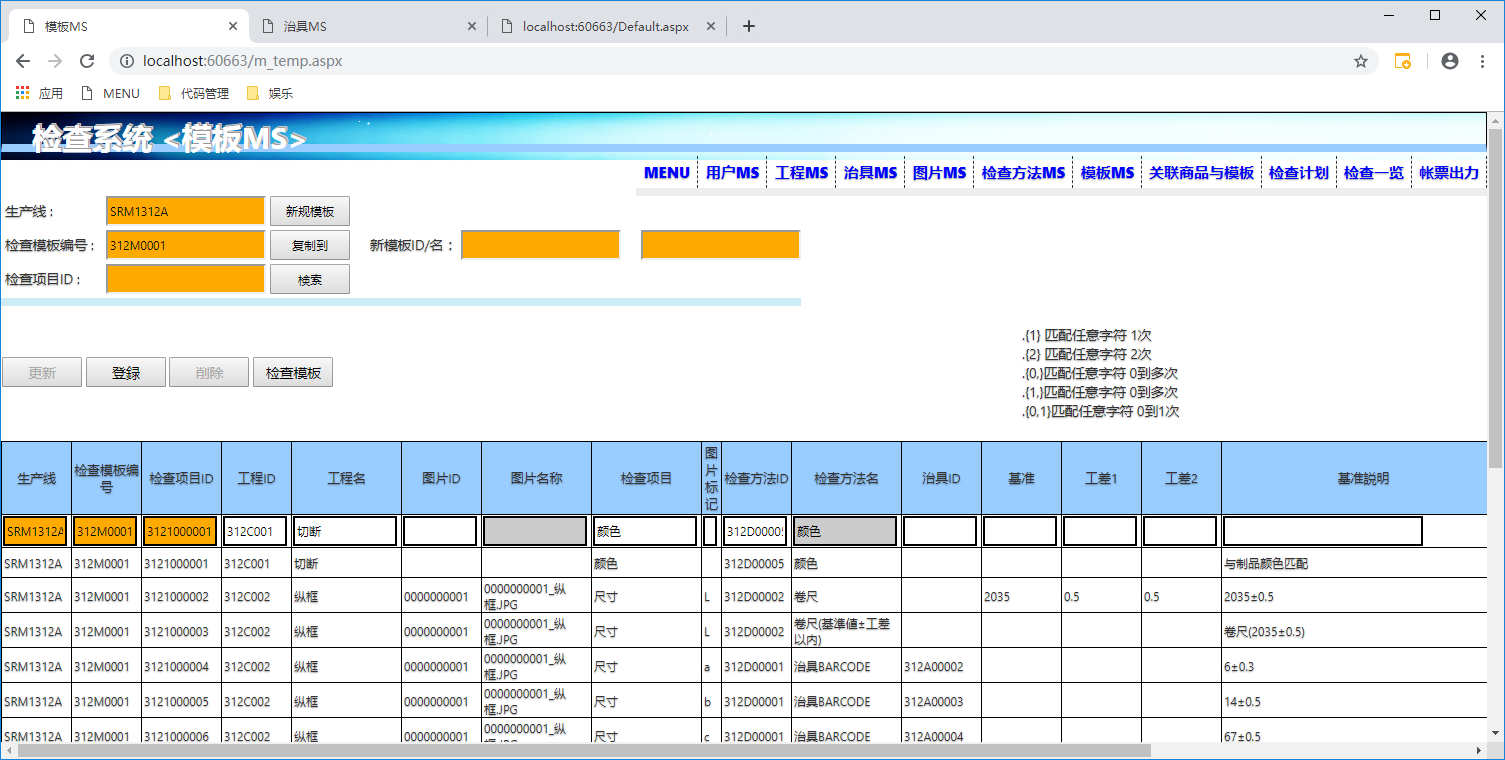 模板MS
治具MS
localhost:60663/Default.aspx
localhost:60663/m_temp.aspx
应用 MENU 代码管理 娱乐
检查系统 <模板MS>
MENU 用户MS 工程MS 治具MS 图片MS 检查方法MS 模板MS 关联商品与模板 检查计划 检查一览 帐票出力
生产线： SRM1312A 新规模板
检查模板编号： 312M0001 复制到 新模板ID/名：
检查项目ID： 検索
.{1} 匹配任意字符 1次
.{2} 匹配任意字符 2次
.{0,}匹配任意字符 0到多次
.{1,}匹配任意字符 0到多次
.{0,1}匹配任意字符 0到1次
更新 登録 削除 检查模板
生产线 检查模板编号 检查项目ID 工程ID 工程名 图片ID 图片名称 检查项目 图片标记 检查方法ID 检查方法名 治具ID 基准 工差1 工差2 基准説明
SRM1312A 312M0001 3121000001 312C001 切断 颜色 312D00005 颜色
SRM1312A 312M0001 3121000001 312C001 切断 颜色 312D00005 颜色 与制品颜色匹配
SRM1312A 312M0001 3121000002 312C002 纵框 0000000001 0000000001_纵框.JPG 尺寸 L 312D00002 卷尺 2035 0.5 0.5 2035±0.5
SRM1312A 312M0001 3121000003 312C002 纵框 0000000001 0000000001_纵框.JPG 尺寸 L 312D00002 卷尺(基準値±工差以内) 卷尺(2035±0.5)
SRM1312A 312M0001 3121000004 312C002 纵框 0000000001 0000000001_纵框.JPG 尺寸 a 312D00001 治具BARCODE 312A00002 6±0.3
SRM1312A 312M0001 3121000005 312C002 纵框 0000000001 0000000001_纵框.JPG 尺寸 b 312D00001 治具BARCODE 312A00003 14±0.5
SRM1312A 312M0001 3121000006 312C002 纵框 0000000001 0000000001_纵框.JPG 尺寸 c 312D00001 治具BARCODE 312A00004 67±0.5